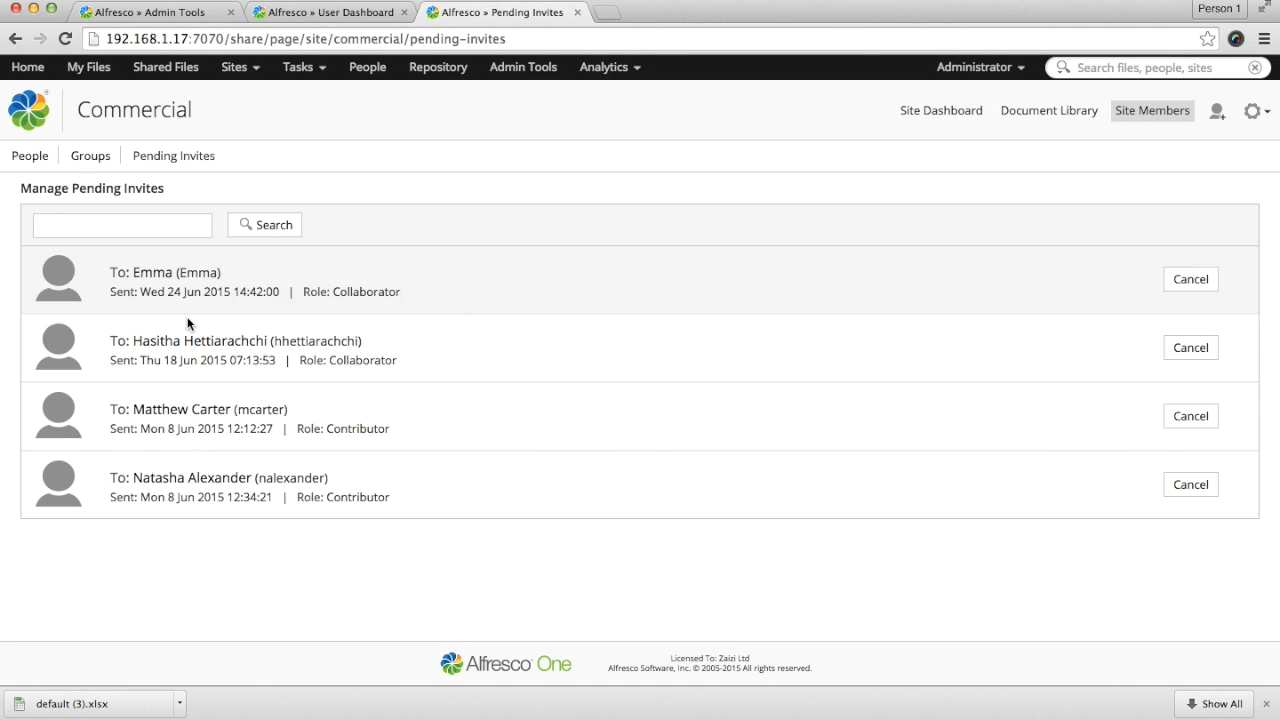 Alfresco » Admin Tools
Alfresco » User Dashboard
Alfresco » Pending Invites
Person 1
192.168.1.17:7070/share/page/site/commercial/pending-invites
Home My Files Shared Files Sites Tasks People Repository Admin Tools Analytics Administrator Search files, people, sites
Commercial
Site Dashboard Document Library Site Members
People Groups Pending Invites
Manage Pending Invites
Search
To: Emma (Emma)
Sent: Wed 24 Jun 2015 14:42:00 | Role: Collaborator
Cancel
To: Hasitha Hettiarachchi (hhettiarachchi)
Sent: Thu 18 Jun 2015 07:13:53 | Role: Collaborator
Cancel
To: Matthew Carter (mcarter)
Sent: Mon 8 Jun 2015 12:12:27 | Role: Contributor
Cancel
To: Natasha Alexander (nalexander)
Sent: Mon 8 Jun 2015 12:34:21 | Role: Contributor
Cancel
Alfresco One
Licensed To: Zaizi Ltd
Alfresco Software, Inc. © 2005-2015 All rights reserved.
default (3).xlsx
Show All